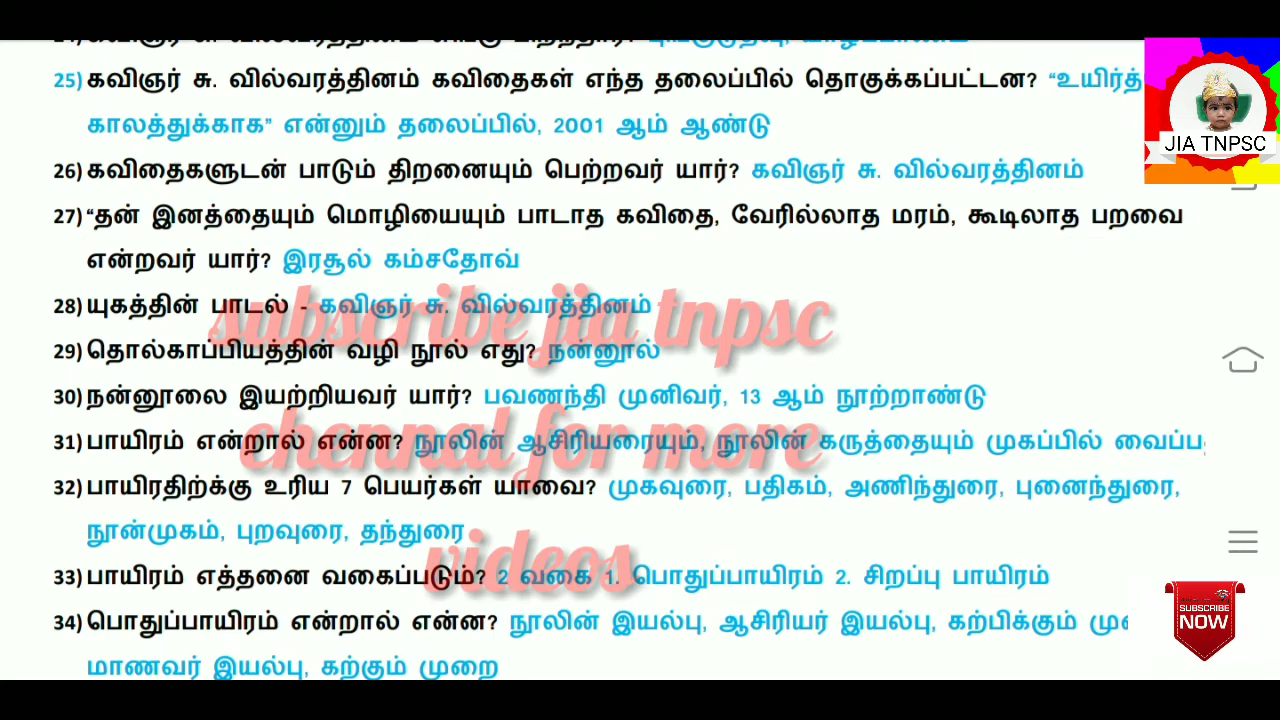 25) கவிஞர் சு. வில்வரத்தினம் கவிதைகள் எந்த தலைப்பில் தொகுக்கப்பட்டன? “உயிர்த்
காலத்துக்காக” என்னும் தலைப்பில், 2001 ஆம் ஆண்டு
JIA TNPSC
26) கவிதைகளுடன் பாடும் திறனையும் பெற்றவர் யார்? கவிஞர் சு. வில்வரத்தினம்
27) “தன் இனத்தையும் மொழியையும் பாடாத கவிதை, வேரில்லாத மரம், கூடிலாத பறவை
என்றவர் யார்? இரசூல் கம்சதோவ்
28) யுகத்தின் பாடல் - கவிஞர் சு. வில்வரத்தினம்
subscribe jia tnpsc
29) தொல்காப்பியத்தின் வழி நூல் எது? நன்னூல்
30) நன்னூலை இயற்றியவர் யார்? பவணந்தி முனிவர், 13 ஆம் நூற்றாண்டு
31) பாயிரம் என்றால் என்ன? நூலின் ஆசிரியரையும், நூலின் கருத்தையும் முகப்பில்
chennal for more
32) பாயிரதிற்க்கு உரிய 7 பெயர்கள் யாவை? முகவுரை, பதிகம், அணிந்துரை, புனைந்துரை,
நூன்முகம், புறவுரை, தந்துரை
videos
33) பாயிரம் எத்தனை வகைப்படும்? 2 வகை 1. பொதுப்பாயிரம் 2. சிறப்பு பாயிரம்
34) பொதுப்பாயிரம் என்றால் என்ன? நூலின் இயல்பு, ஆசிரியர் இயல்பு, கற்பிக்கும்
மாணவர் இயல்பு, கற்கும் முறை
SUBSCRIBE
NOW